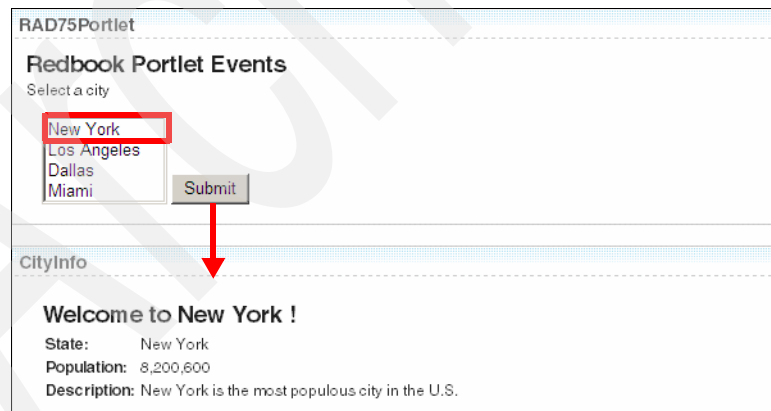 RAD75Portlet
Redbook Portlet Events
Select a city
New York
Los Angeles
Dallas
Miami
Submit
CityInfo
Welcome to New York !
State: New York
Population: 8,200,600
Description: New York is the most populous city in the U.S.